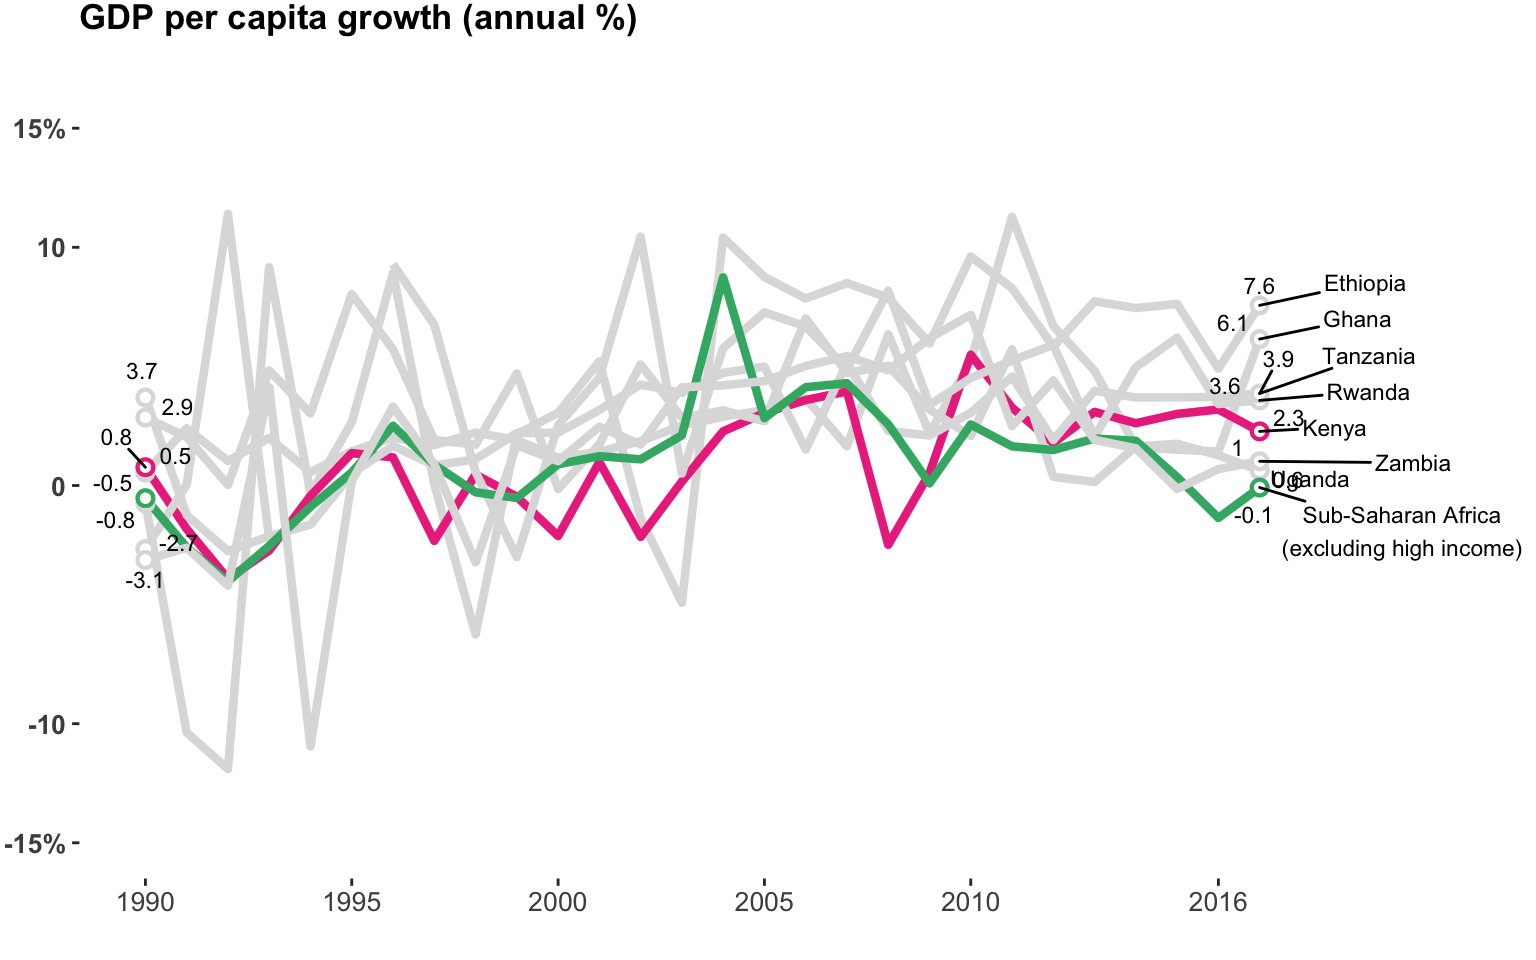 GDP per capita growth (annual %)
15%
10
0
-10
-15%
3.7
2.9
0.8
0.5
-0.5
-0.8
-2.7
-3.1
7.6
Ethiopia
6.1
Ghana
3.9
Tanzania
3.6
Rwanda
2.3
Kenya
1
Zambia
0.6
Uganda
-0.1
Sub-Saharan Africa
(excluding high income)
1990
1995
2000
2005
2010
2016